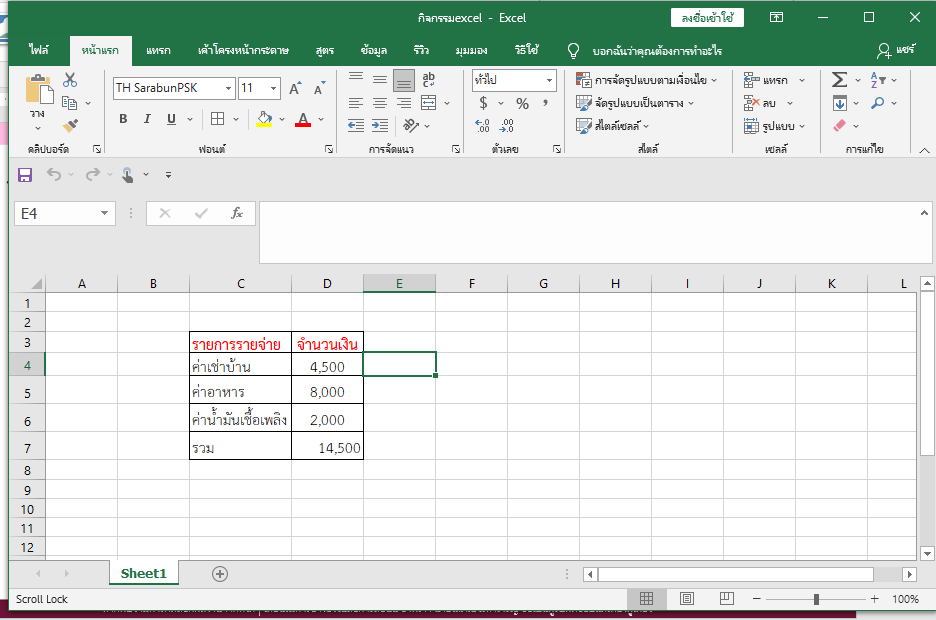 กิจกรรมexcel - Excel
ลงชื่อเข้าใช้
ไฟล์ หน้าแรก แทรก เค้าโครงหน้ากระดาษ สูตร ข้อมูล รีวิว มุมมอง วิธีใช้ บอกฉันว่าคุณต้องการทำอะไร แชร์
วาง
TH SarabunPSK 11
B I U
ทั่วไป
$ % ,
การจัดรูปแบบตามเงื่อนไข
จัดรูปแบบเป็นตาราง
สไตล์เซลล์
แทรก
ลบ
รูปแบบ
คลิปบอร์ด ฟอนต์ การจัดแนว ตัวเลข สไตล์ เซลล์ การแก้ไข
E4 fx
A B C D E F G H I J K L
1
2
3 รายการรายจ่าย จำนวนเงิน
4 ค่าเช่าบ้าน 4,500
5 ค่าอาหาร 8,000
6 ค่าน้ำมันเชื้อเพลิง 2,000
7 รวม 14,500
8
9
10
11
12
Sheet1
Scroll Lock 100%